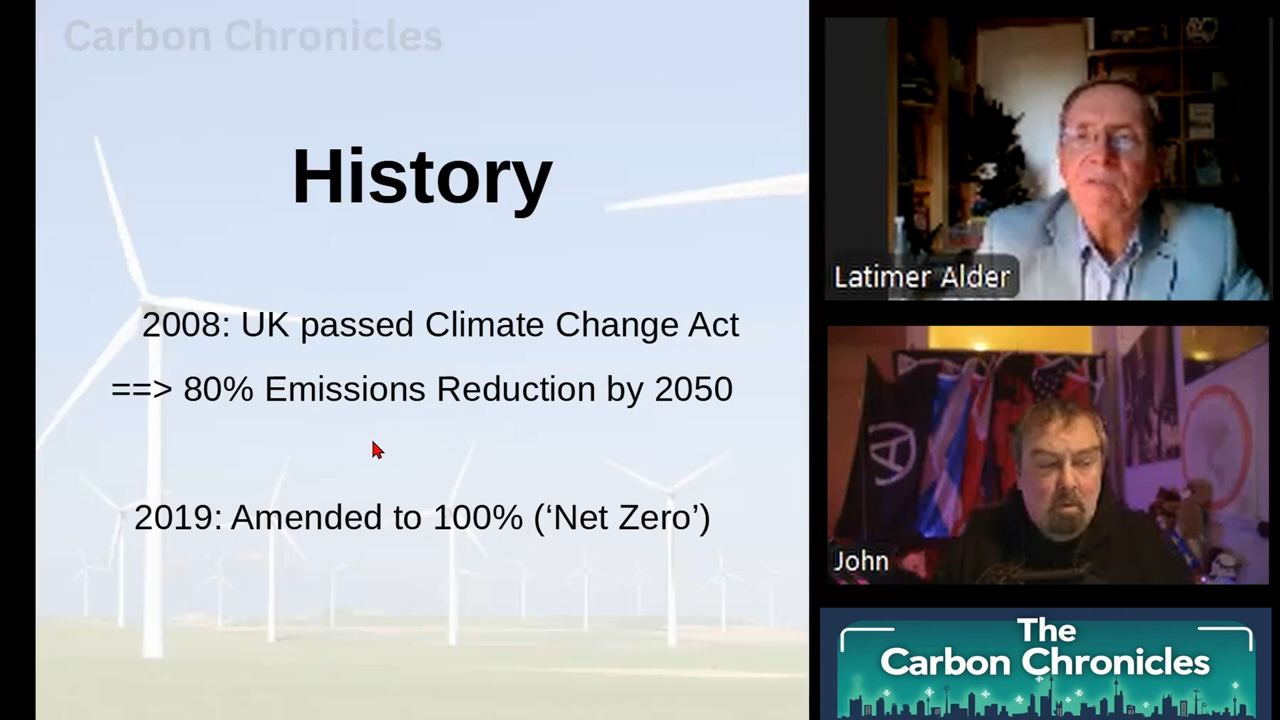 Carbon Chronicles
History
2008: UK passed Climate Change Act
==> 80% Emissions Reduction by 2050
2019: Amended to 100% (‘Net Zero’)
Latimer Alder
John
The
Carbon Chronicles